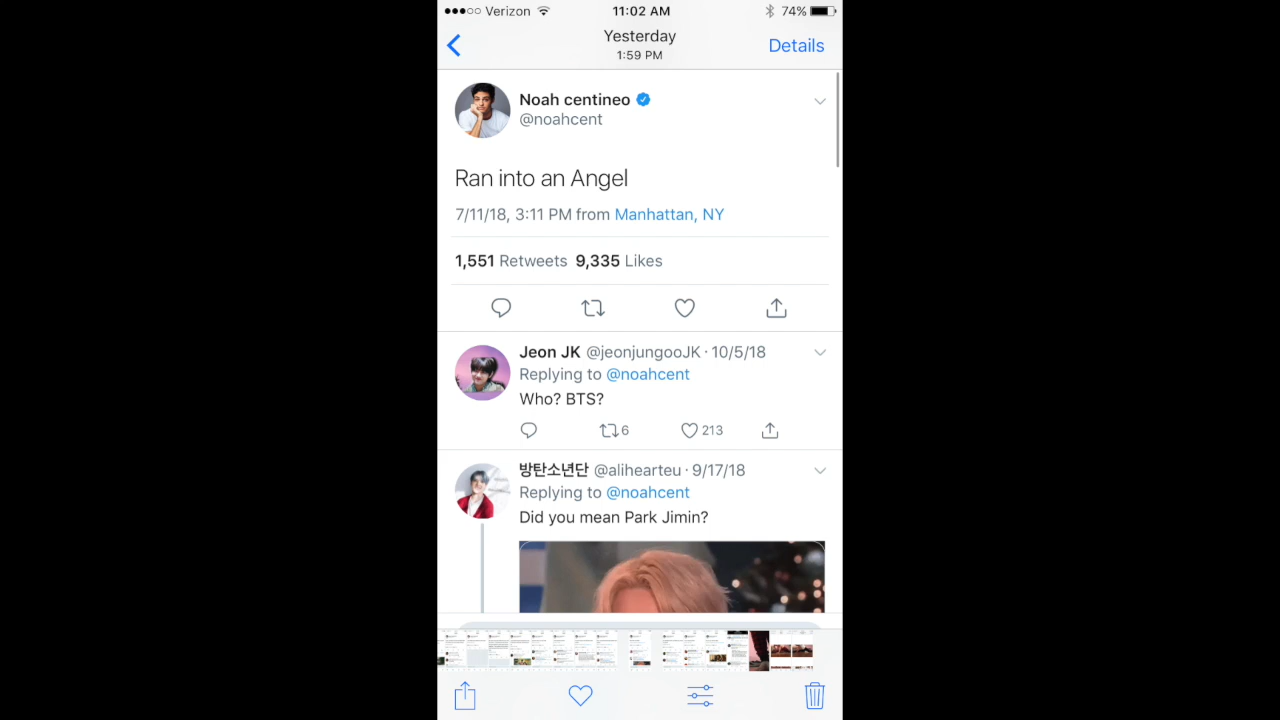 Verizon 11:02 AM 74%
Yesterday
1:59 PM
Details
Noah centineo
@noahcent
Ran into an Angel
7/11/18, 3:11 PM from Manhattan, NY
1,551 Retweets 9,335 Likes
Jeon JK @jeonjungooJK · 10/5/18
Replying to @noahcent
Who? BTS?
6 213
방탄소년단 @alihearteu · 9/17/18
Replying to @noahcent
Did you mean Park Jimin?